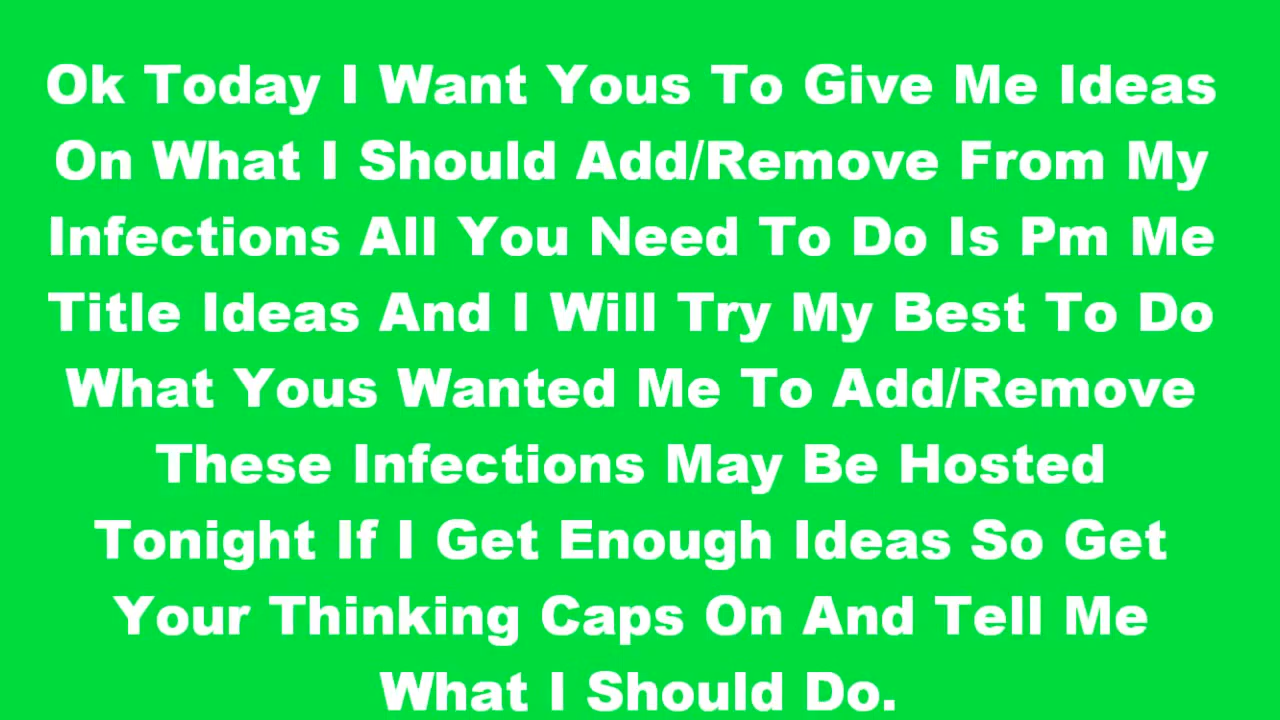 Ok Today I Want Yous To Give Me Ideas
On What I Should Add/Remove From My
Infections All You Need To Do Is Pm Me
Title Ideas And I Will Try My Best To Do
What Yous Wanted Me To Add/Remove
These Infections May Be Hosted
Tonight If I Get Enough Ideas So Get
Your Thinking Caps On And Tell Me
What I Should Do.